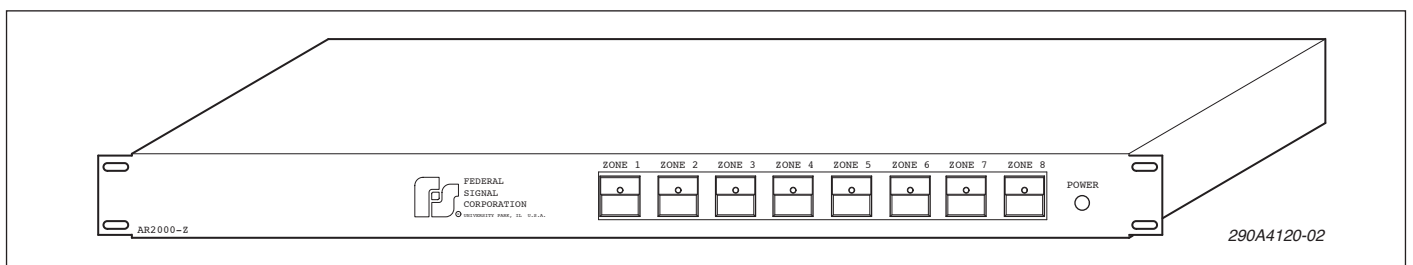 ZONE 1 ZONE 2 ZONE 3 ZONE 4 ZONE 5 ZONE 6 ZONE 7 ZONE 8
FEDERAL
SIGNAL
CORPORATION
UNIVERSITY PARK, IL U.S.A.
POWER
AR2000-Z
290A4120-02